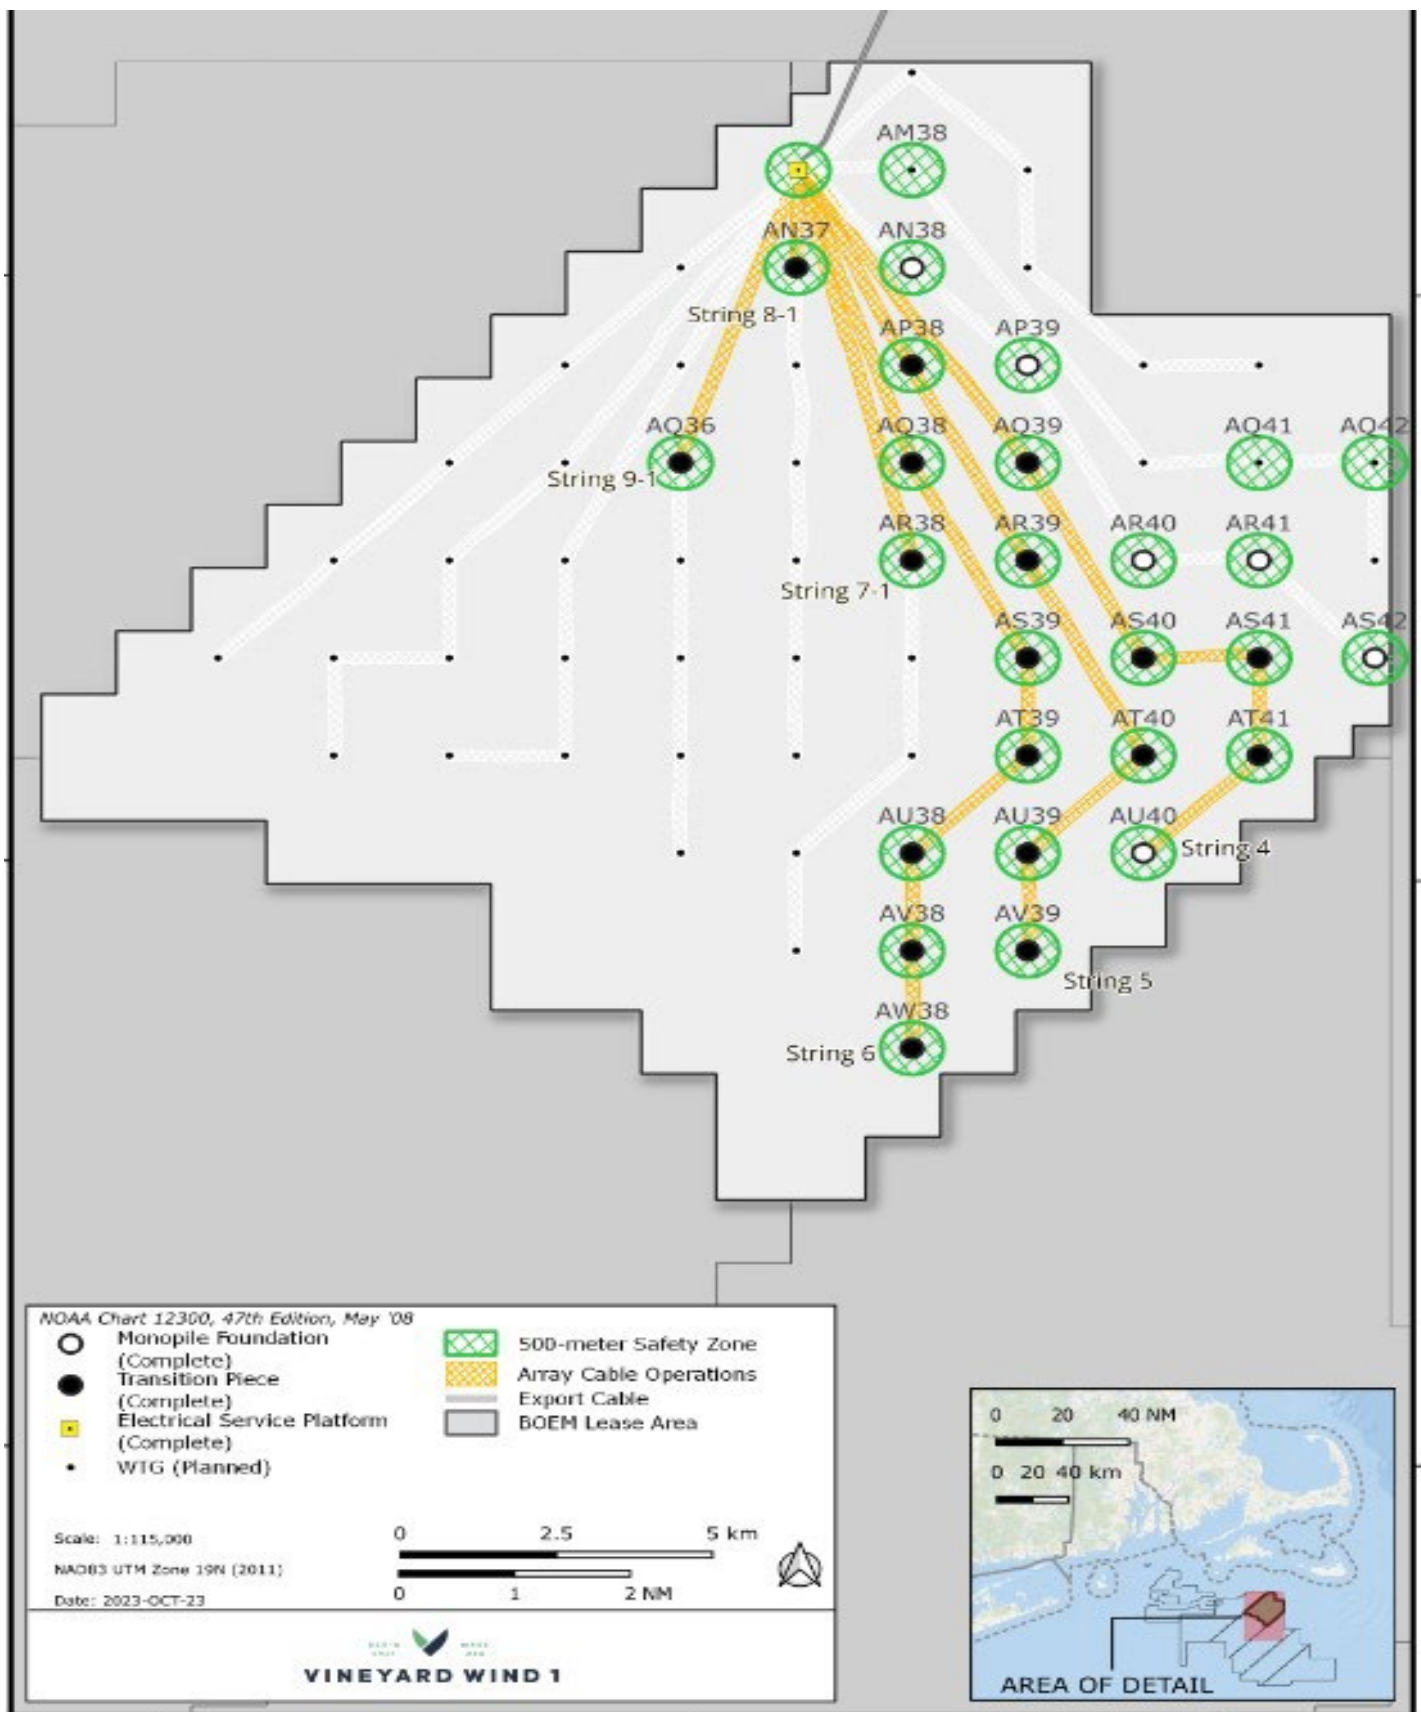 AM38
AN37
AN38
String 8-1
AP38
AP39
AQ36
AQ38
AQ39
AQ41
AQ42
String 9-1
AR38
AR39
AR40
AR41
String 7-1
AS39
AS40
AS41
AS42
AT39
AT40
AT41
AU38
AU39
AU40
String 4
AV38
AV39
String 5
AW38
String 6
NOAA Chart 12300, 47th Edition, May '08
Monopile Foundation
(Complete)
Transition Piece
(Complete)
Electrical Service Platform
(Complete)
WTG (Planned)
500-meter Safety Zone
Array Cable Operations
Export Cable
BOEM Lease Area
Scale: 1:115,000
NAD83 UTM Zone 19N (2011)
Date: 2023-OCT-23
0 2.5 5 km
0 1 2 NM
VINEYARD WIND 1
0 20 40 NM
0 20 40 km
AREA OF DETAIL